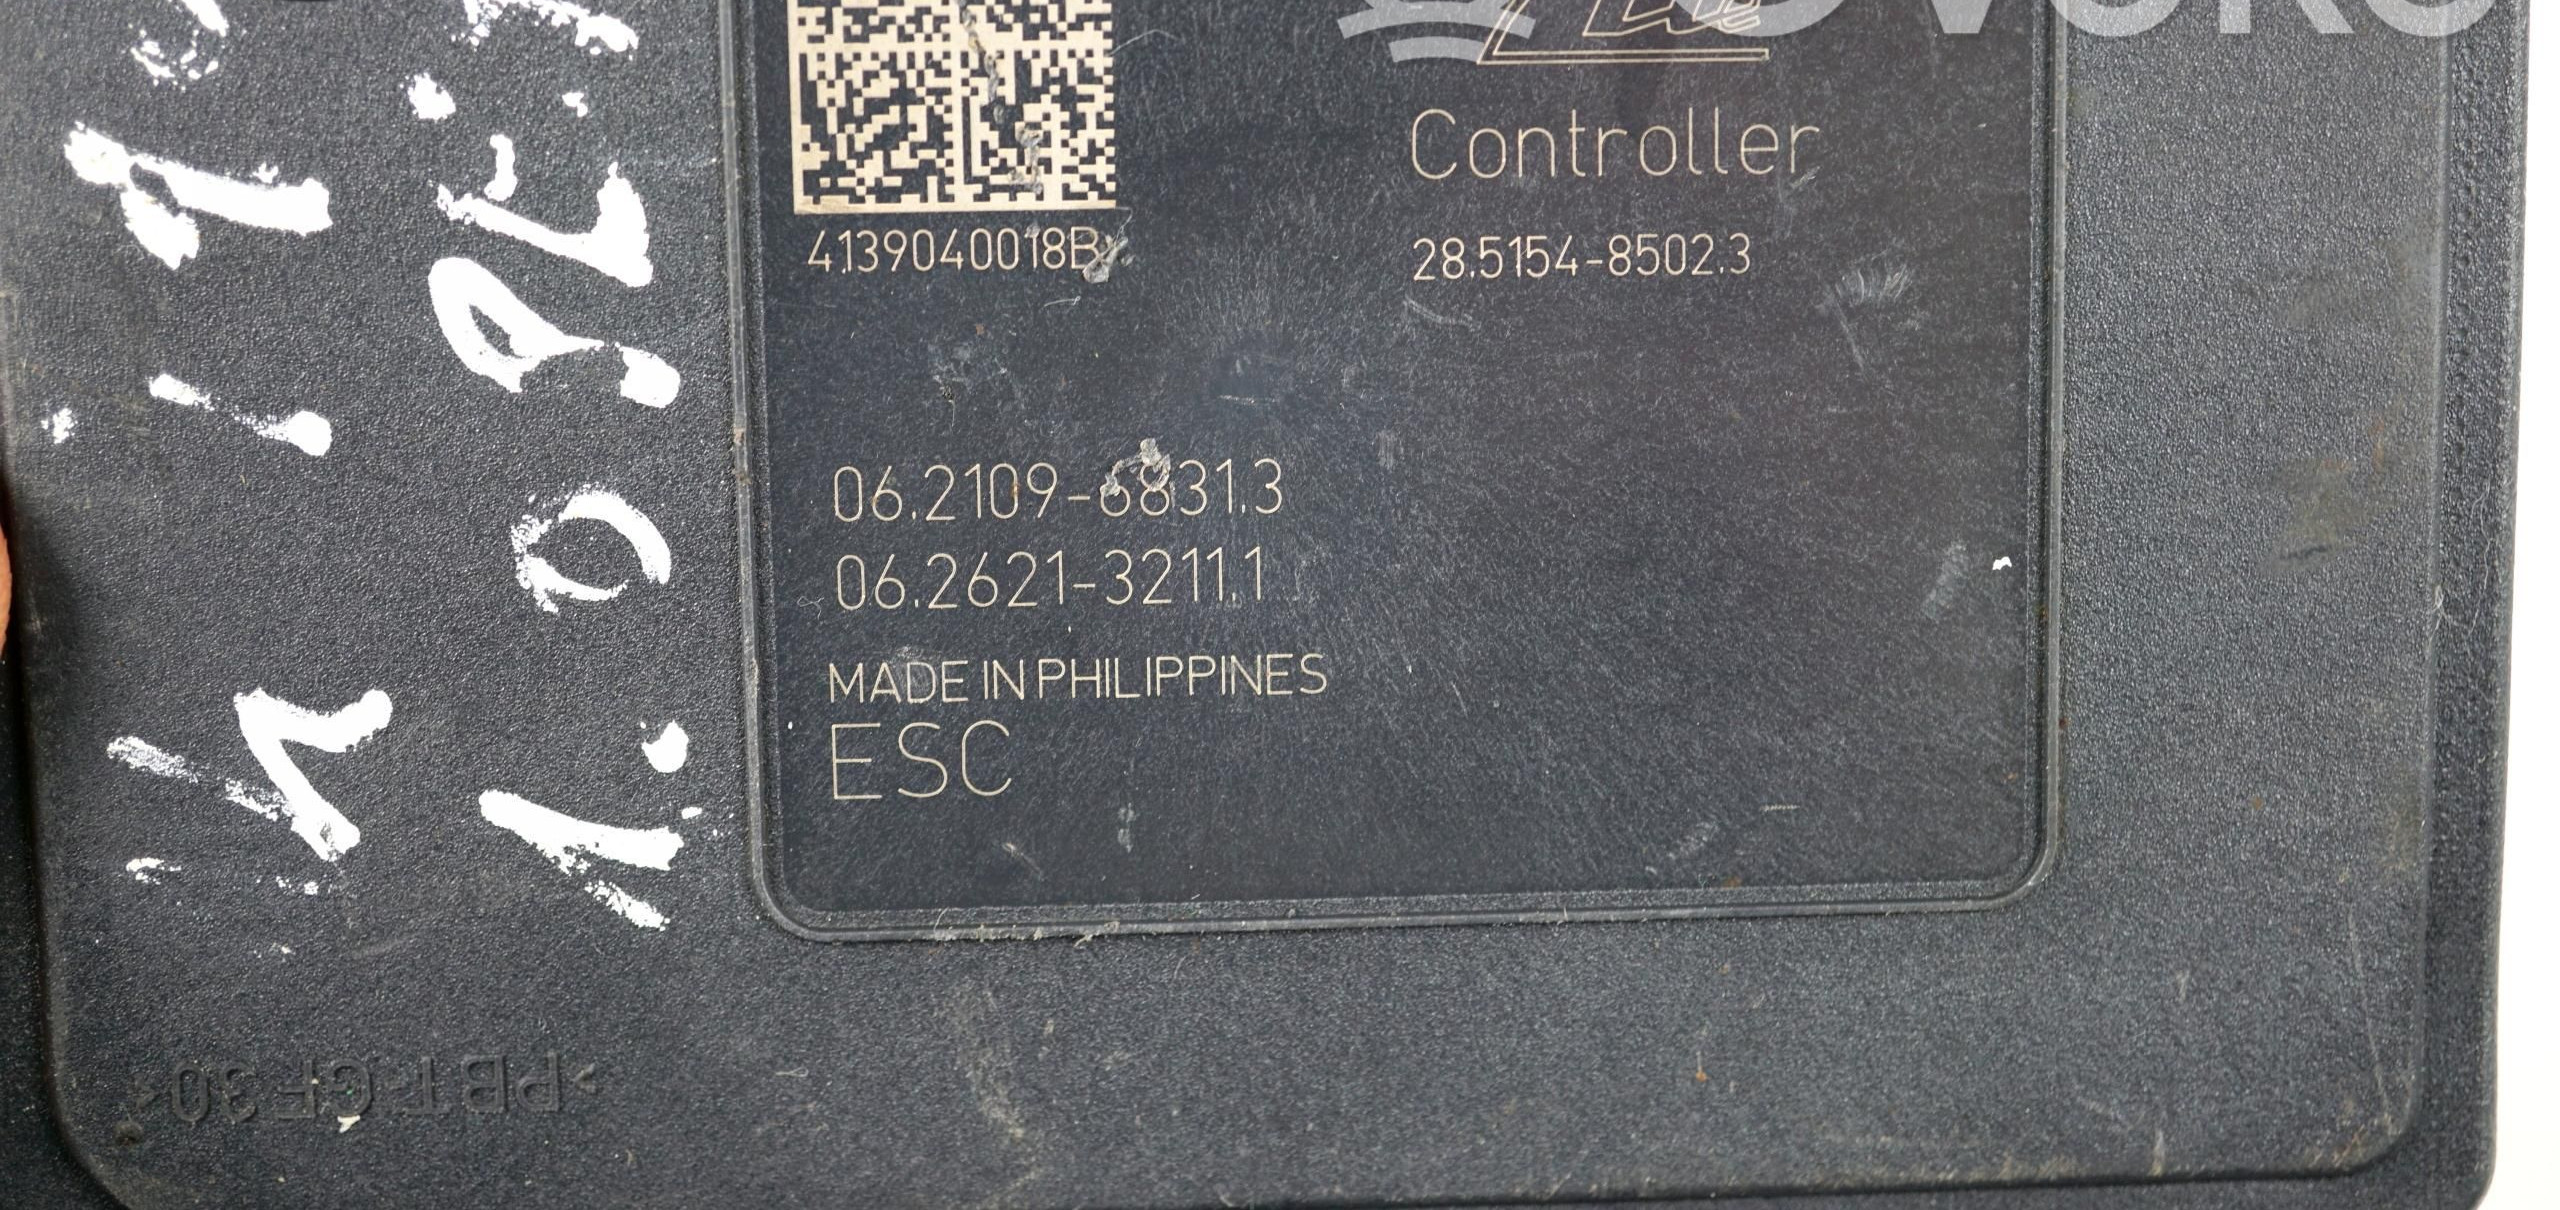 Ate
Controller
4139040018B
28.5154-8502.3
06.2109-6831.3
06.2621-3211.1
MADE IN PHILIPPINES
ESC
>PBT-GF30<